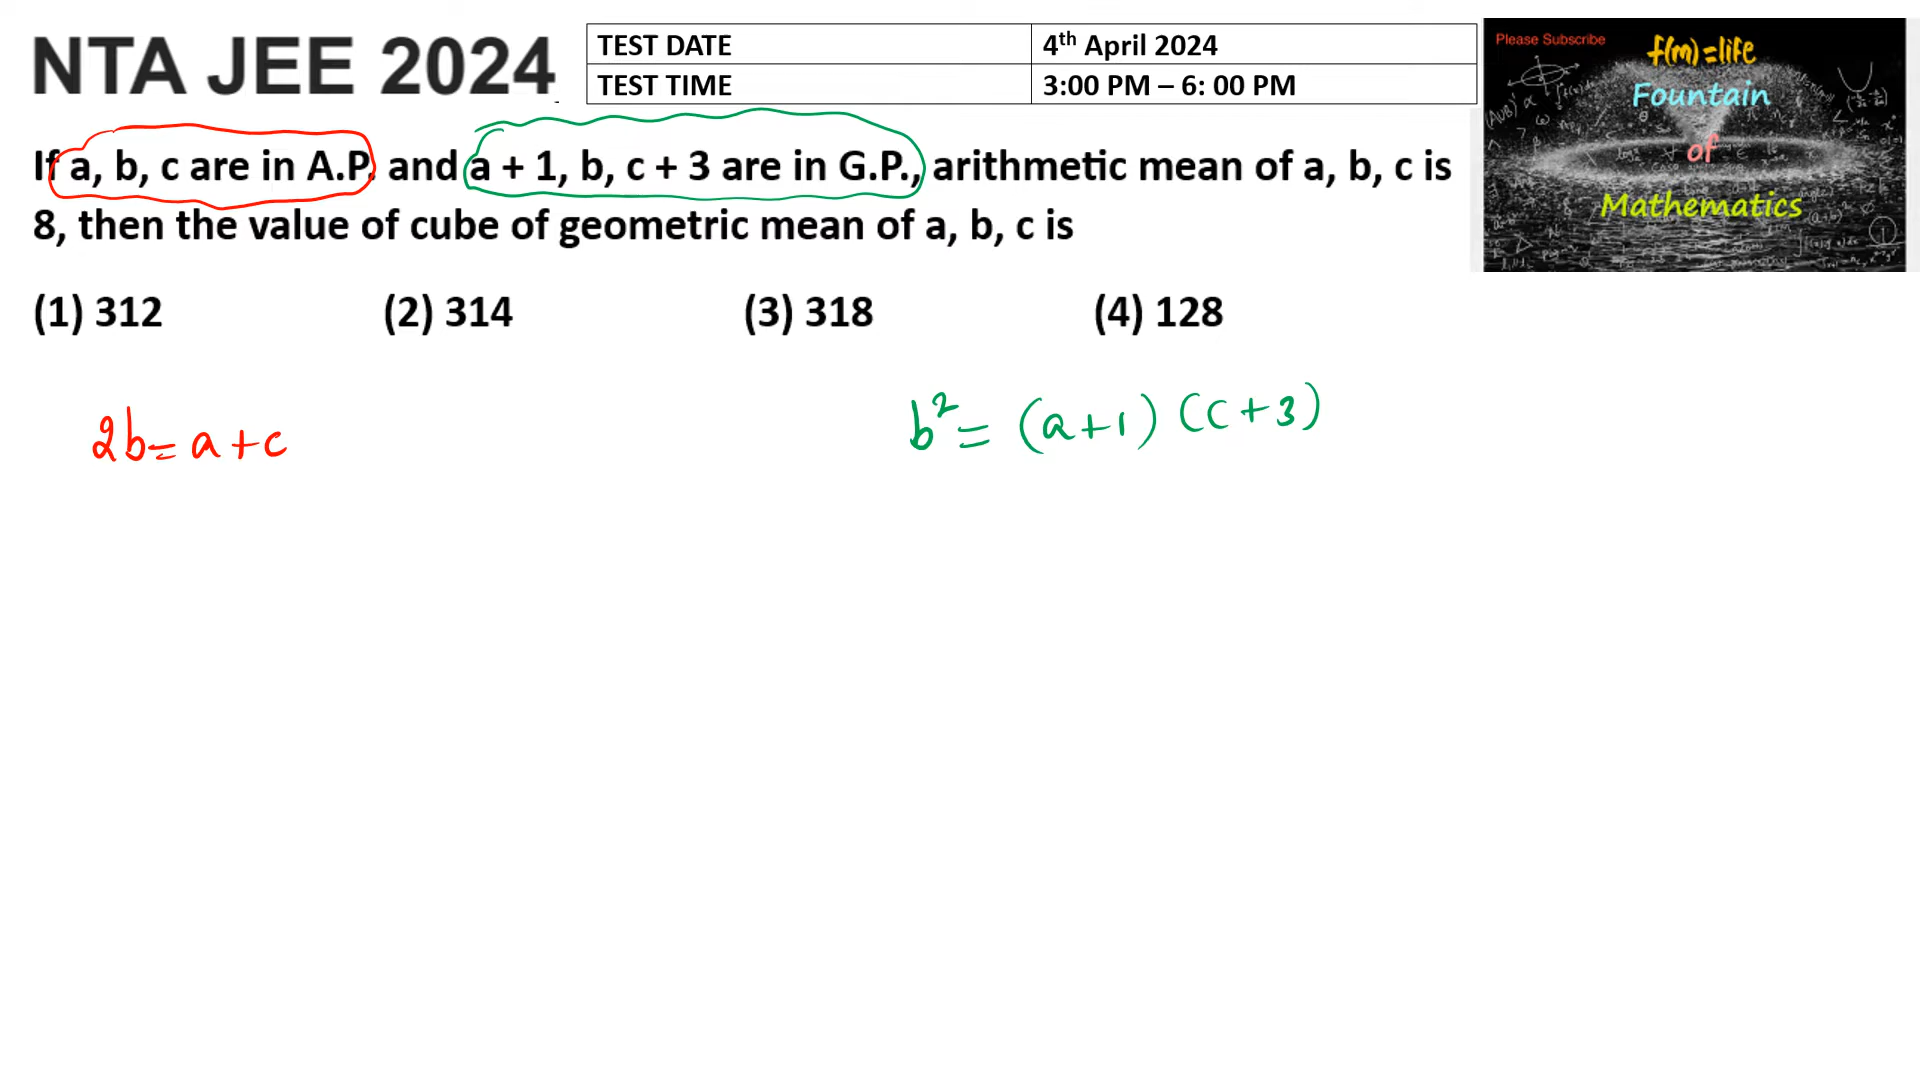 NTA JEE 2024
TEST DATE 4th April 2024
TEST TIME 3:00 PM – 6: 00 PM
Please Subscribe
f(m)=life
Fountain
of
Mathematics
If a, b, c are in A.P. and a + 1, b, c + 3 are in G.P., arithmetic mean of a, b, c is
8, then the value of cube of geometric mean of a, b, c is
(1) 312 (2) 314 (3) 318 (4) 128
2b = a + c
b² = (a+1) (c+3)